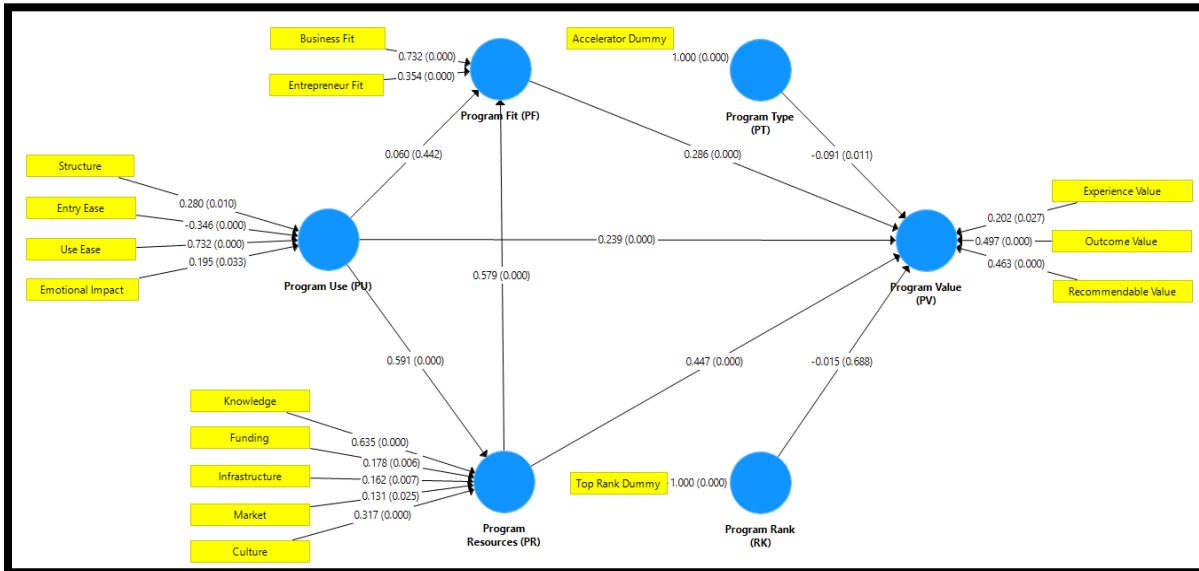 Business Fit
0.732 (0.000)
Entrepreneur Fit
0.354 (0.000)
Program Fit (PF)
Accelerator Dummy
1.000 (0.000)
Program Type
(PT)
0.060 (0.442)
0.286 (0.000)
-0.091 (0.011)
Structure
0.280 (0.010)
Entry Ease
-0.346 (0.000)
Use Ease
0.732 (0.000)
0.195 (0.033)
Emotional Impact
Program Use (PU)
0.239 (0.000)
0.579 (0.000)
Experience Value
0.202 (0.027)
0.497 (0.000)
Outcome Value
0.463 (0.000)
Recommendable Value
Program Value
(PV)
0.591 (0.000)
0.447 (0.000)
-0.015 (0.688)
Knowledge
0.635 (0.000)
Funding
0.178 (0.006)
Infrastructure
0.162 (0.007)
0.131 (0.025)
Market
0.317 (0.000)
Culture
Program
Resources (PR)
Top Rank Dummy
1.000 (0.000)
Program Rank
(RK)